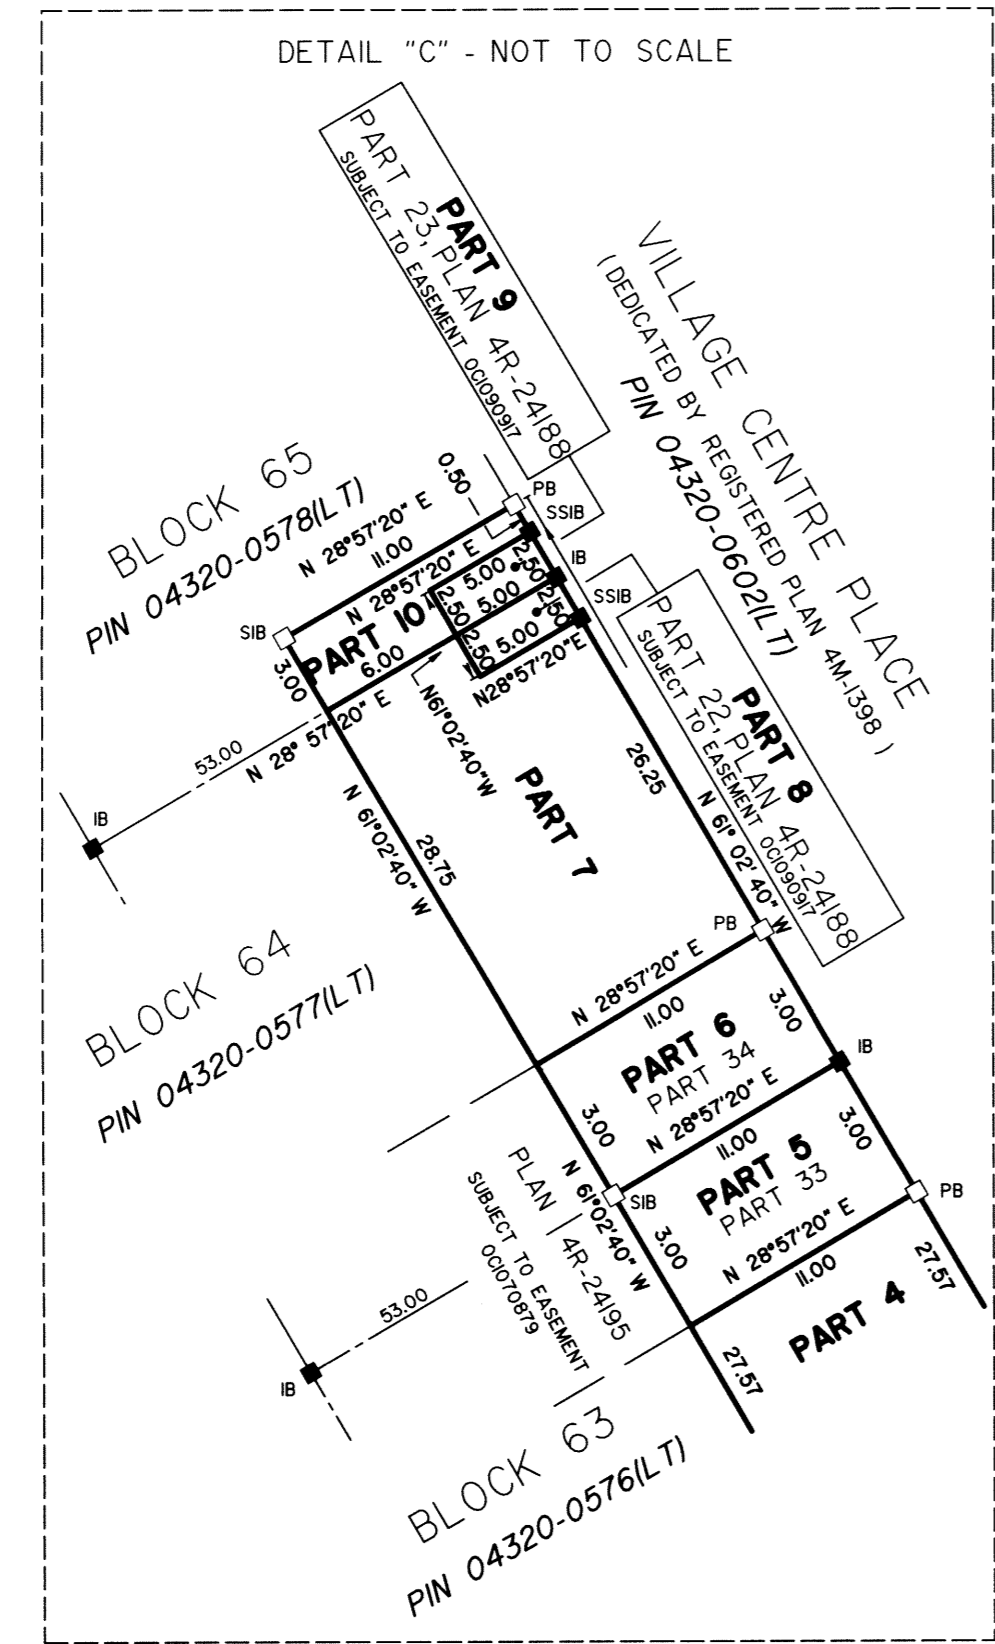 DETAIL "C" - NOT TO SCALE
PART 9
PART 23, PLAN 4R-24188
SUBJECT TO EASEMENT OC1090917
VILLAGE CENTRE PLACE
( DEDICATED BY REGISTERED PLAN 4M-1398 )
PIN 04320-0602(LT)
BLOCK 65
PIN 04320-0578(LT)
0.50
PB
SSIB
N 28°57'20" E
11.00
N 28°57'20" E
IB
SSIB
2.50
5.00
2.50
5.00
2.50
2.50
2.50
5.00
SIB
3.00
PART 10
6.00
N28°57'20"E
N 28° 57'20" E
N61°02'40"W
53.00
IB
PART 8
PART 22, PLAN 4R-24188
SUBJECT TO EASEMENT OC1090917
PART 7
26.25
N 61° 02' 40" W
N 61°02'40" W
28.75
PB
BLOCK 64
PIN 04320-0577(LT)
N 28°57'20" E
11.00
3.00
PART 6
PART 34
IB
N 28°57'20" E
3.00
11.00
3.00
PART 5
PART 33
SIB
PB
N 61°02'40" W
3.00
N 28°57'20" E
11.00
PLAN 4R-24195
SUBJECT TO EASEMENT
OC1070879
53.00
IB
27.57
PART 4
27.57
BLOCK 63
PIN 04320-0576(LT)